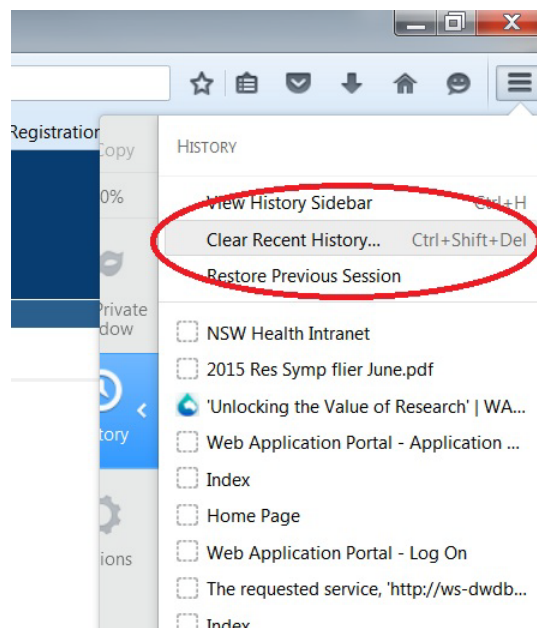 Registration
Copy
HISTORY
0%
View History Sidebar Ctrl+H
Clear Recent History... Ctrl+Shift+Del
Restore Previous Session
Private
dow
NSW Health Intranet
2015 Res Symp flier June.pdf
'Unlocking the Value of Research' | WA...
tory
Web Application Portal - Application ...
Index
Home Page
ions
Web Application Portal - Log On
The requested service, 'http://ws-dwdb...
Index